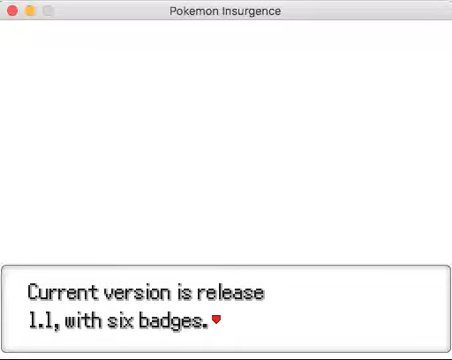 Pokemon Insurgence
Current version is release
1.1, with six badges.